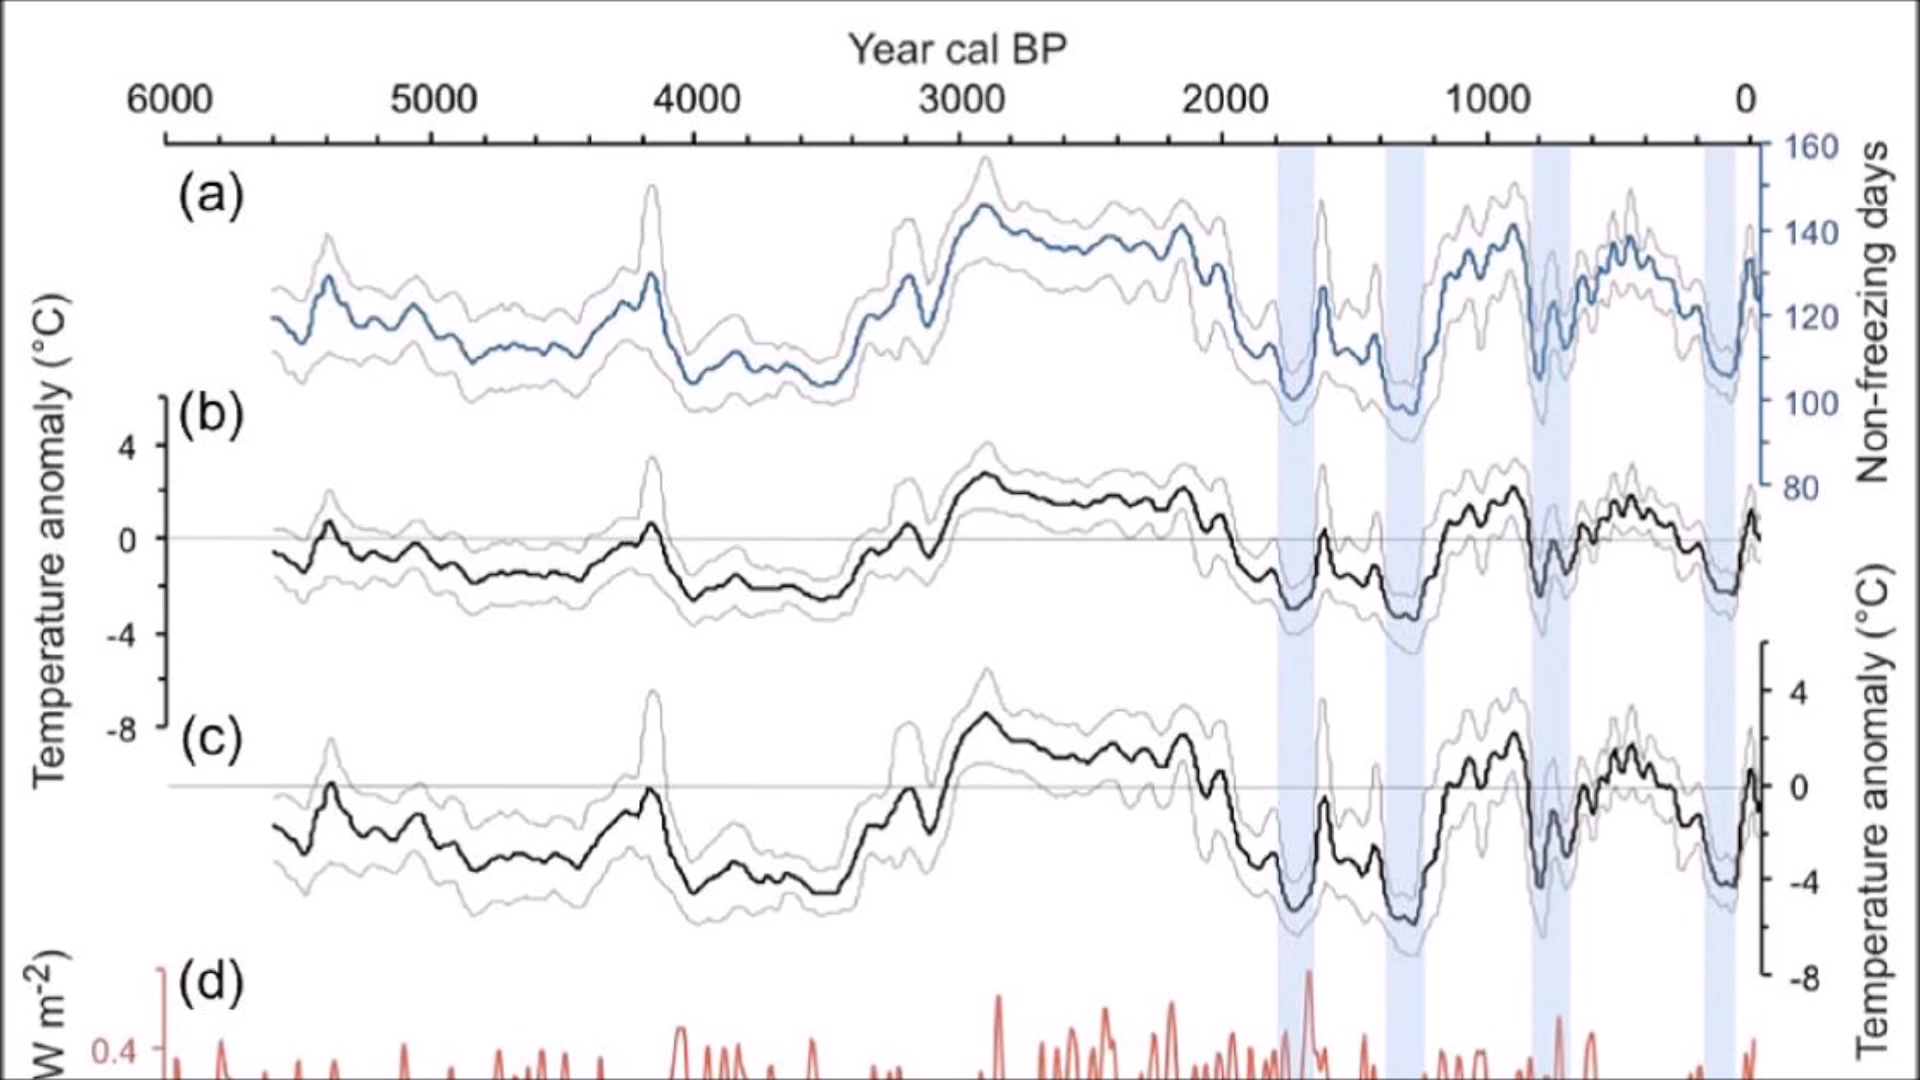 Year cal BP
6000 5000 4000 3000 2000 1000 0
(a)
160
140
120
100
80
Non-freezing days
(b)
Temperature anomaly (°C)
4
0
-4
-8
(c)
4
0
-4
-8
Temperature anomaly (°C)
(d)
W m-2)
0.4